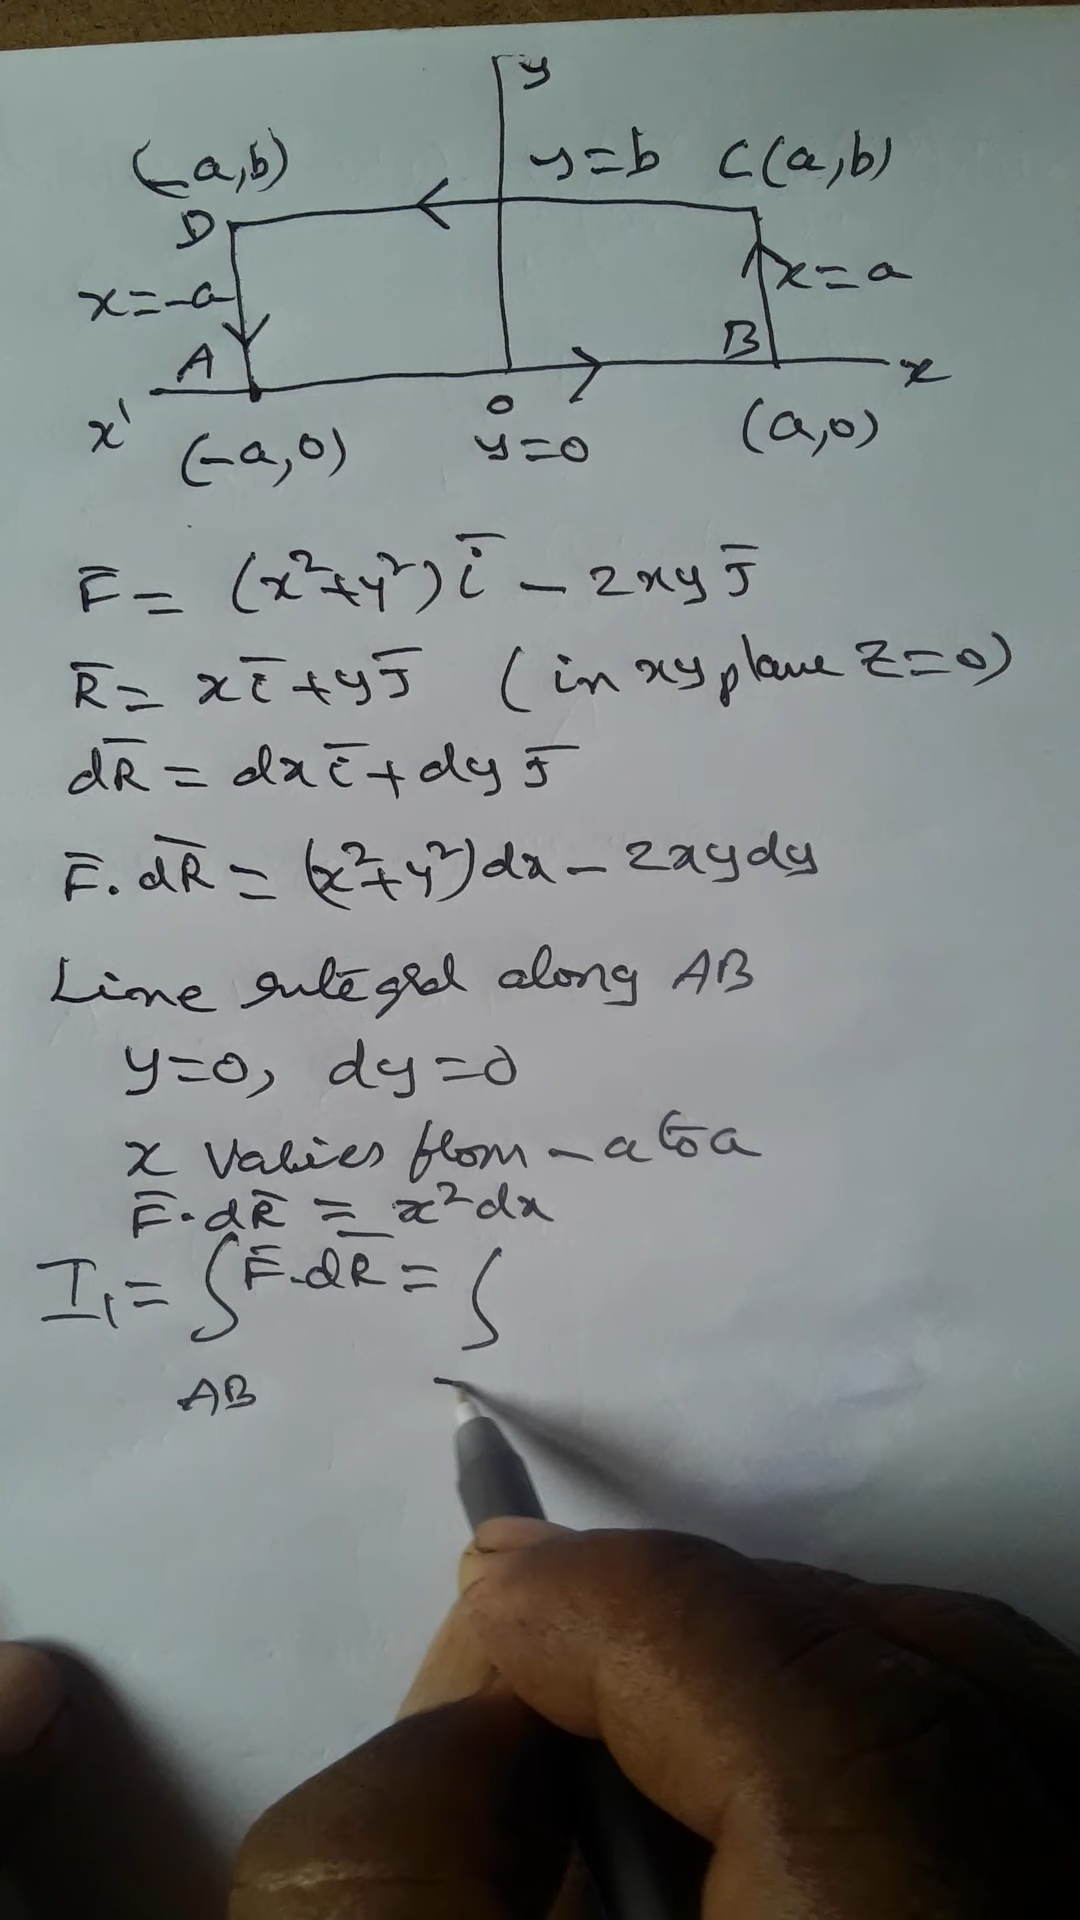 y
(-a,b) y=b C(a,b)
D
x=-a x=a
A B
x' x
(-a,0) o (a,0)
y=0
F̅ = (x²+y²) i̅ - 2xy J̅
R̅ = x i̅ + y J̅ (in xy plane Z=0)
dR̅ = dx i̅ + dy J̅
F̅. dR̅ = (x²+y²)dx - 2xydy
Line integral along AB
y=0, dy=0
x varies from -a to a
F̅.dR̅ = x²dx
I₁ = ∫F̅.dR̅ = ∫
AB -